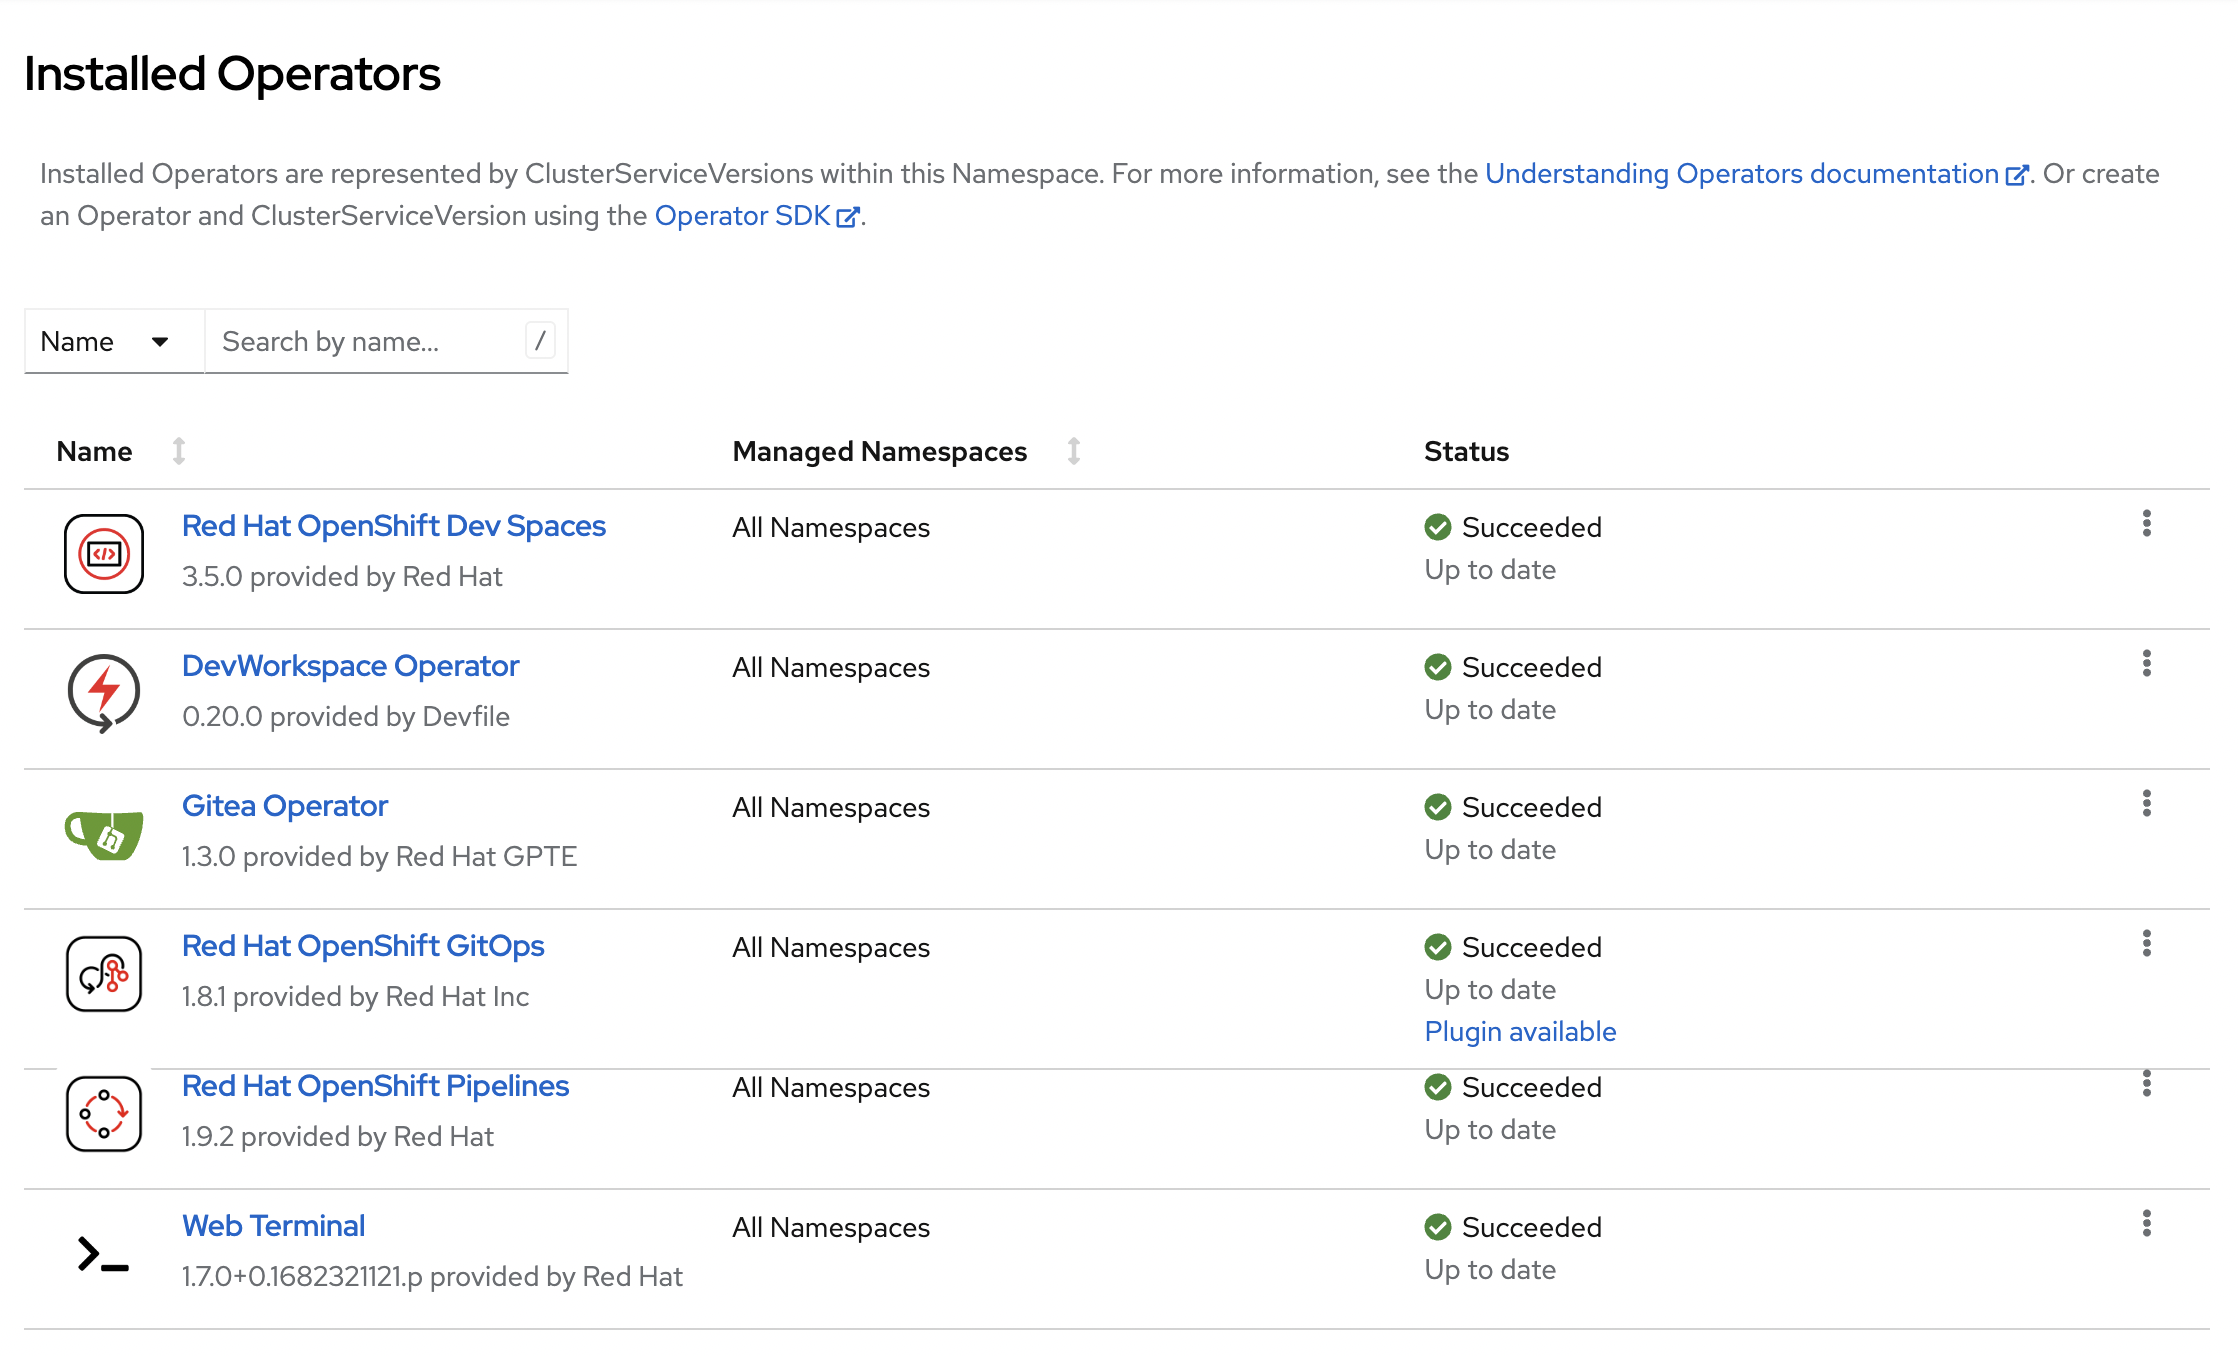 Installed Operators
Installed Operators are represented by ClusterServiceVersions within this Namespace. For more information, see the Understanding Operators documentation. Or create
an Operator and ClusterServiceVersion using the Operator SDK.
Name Search by name... /
Name Managed Namespaces Status
Red Hat OpenShift Dev Spaces All Namespaces Succeeded
3.5.0 provided by Red Hat Up to date
DevWorkspace Operator All Namespaces Succeeded
0.20.0 provided by Devfile Up to date
Gitea Operator All Namespaces Succeeded
1.3.0 provided by Red Hat GPTE Up to date
Red Hat OpenShift GitOps All Namespaces Succeeded
1.8.1 provided by Red Hat Inc Up to date
Plugin available
Red Hat OpenShift Pipelines All Namespaces Succeeded
1.9.2 provided by Red Hat Up to date
Web Terminal All Namespaces Succeeded
1.7.0+0.1682321121.p provided by Red Hat Up to date